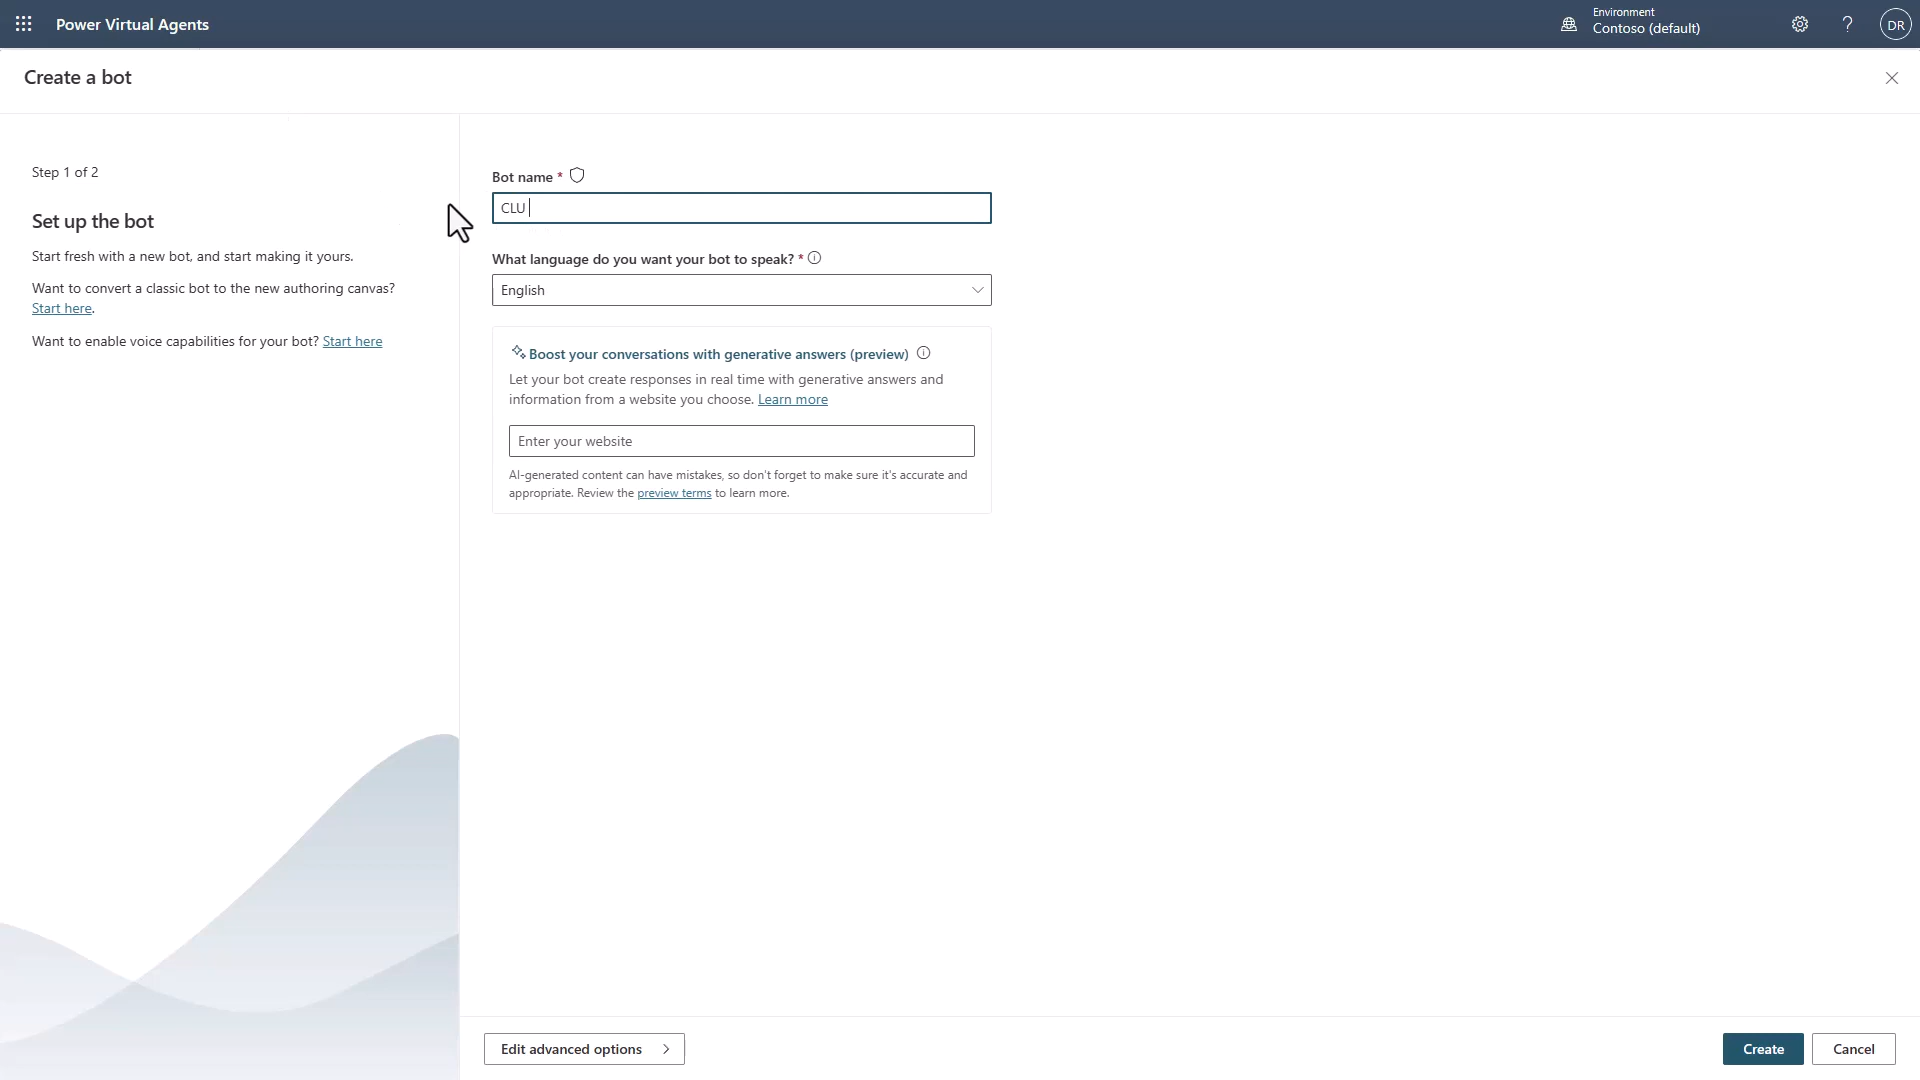 Power Virtual Agents
Environment
Contoso (default)
?
DR
Create a bot
Step 1 of 2
Set up the bot
Start fresh with a new bot, and start making it yours.
Want to convert a classic bot to the new authoring canvas?
Start here.
Want to enable voice capabilities for your bot? Start here
Bot name *
CLU
What language do you want your bot to speak? *
English
Boost your conversations with generative answers (preview)
Let your bot create responses in real time with generative answers and
information from a website you choose. Learn more
Enter your website
AI-generated content can have mistakes, so don't forget to make sure it's accurate and
appropriate. Review the preview terms to learn more.
Edit advanced options
Create
Cancel